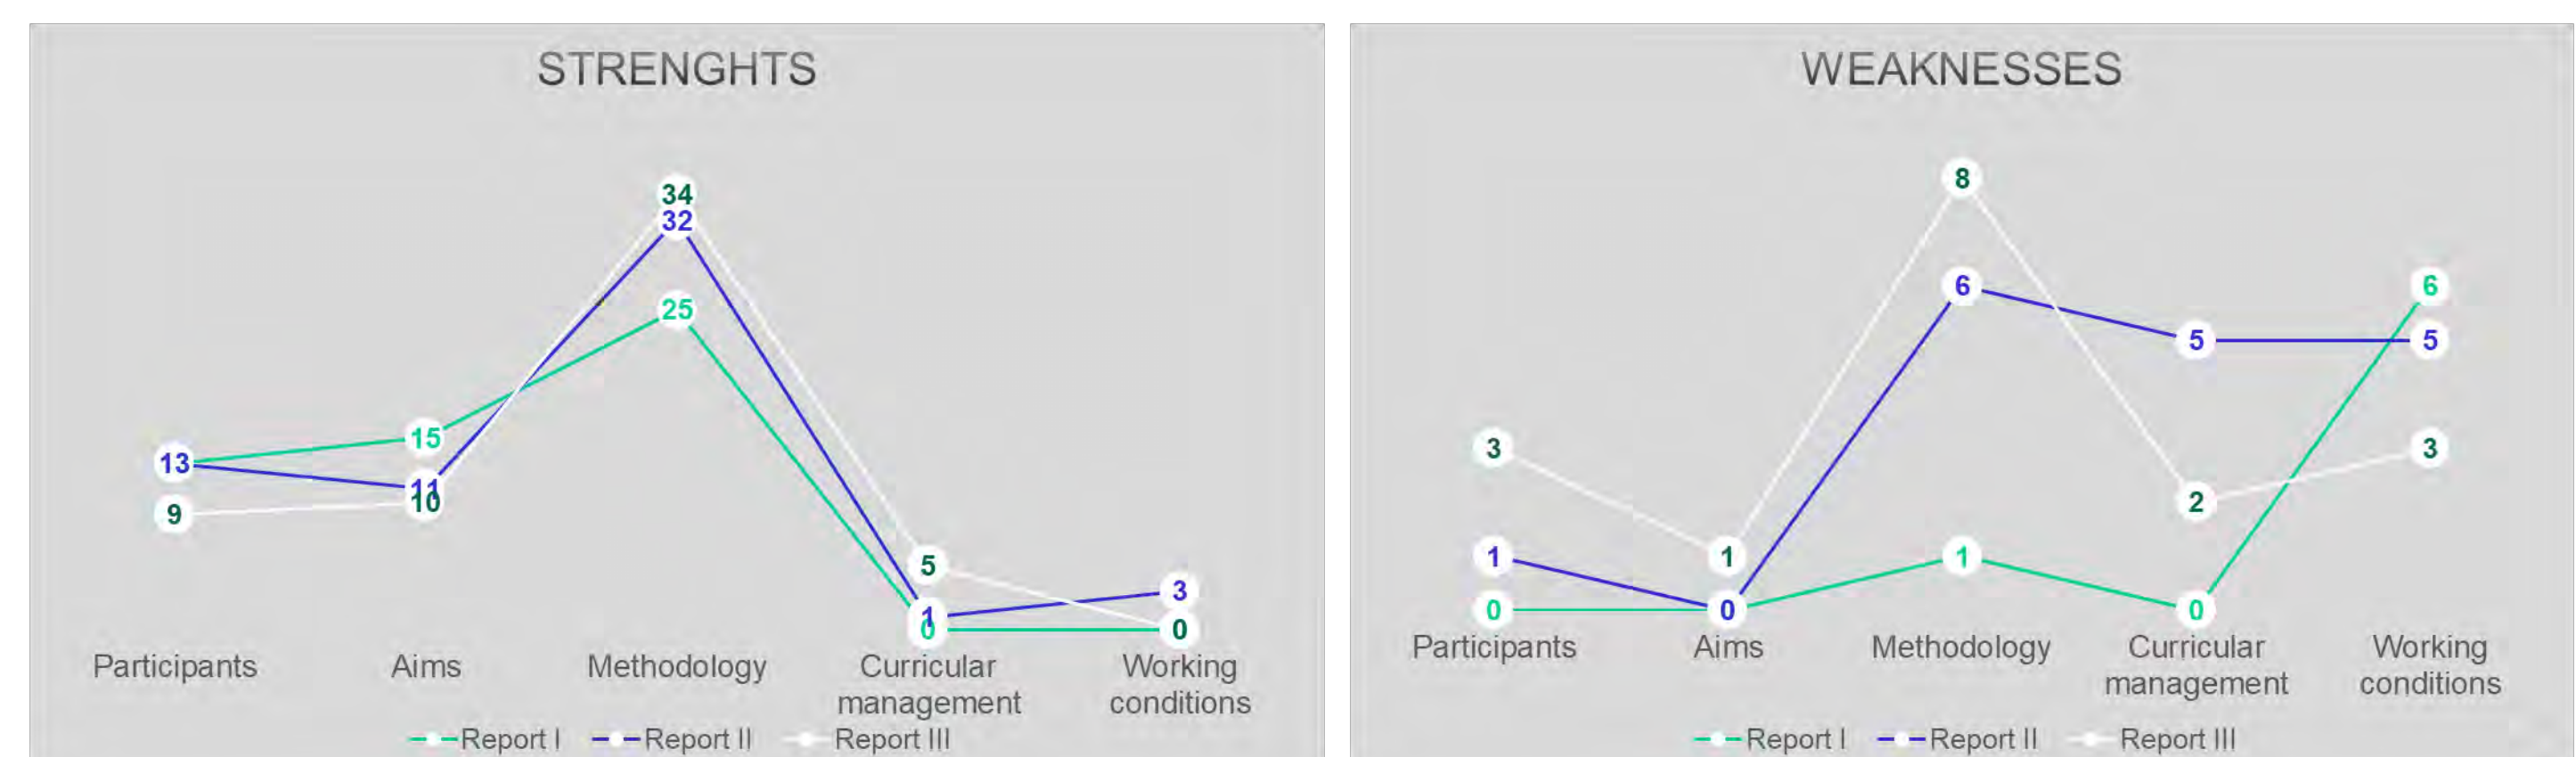 STRENGHTS
34
32
25
15
13
11
10
9
5
3
1
0
0
Participants
Aims
Methodology
Curricular
management
Working
conditions
Report I
Report II
Report III
WEAKNESSES
8
6
6
5
5
3
3
2
1
1
1
0
0
0
Participants
Aims
Methodology
Curricular
management
Working
conditions
Report I
Report II
Report III